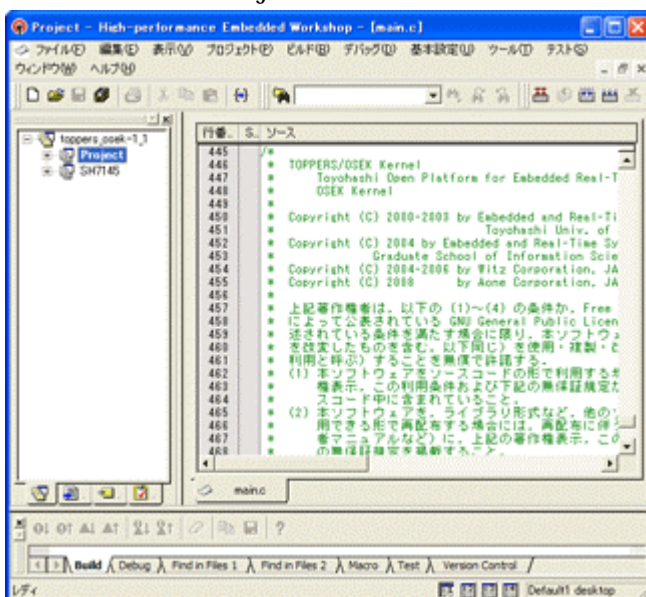 Project - High-performance Embedded Workshop - [main.c]
ファイル(F) 編集(E) 表示(V) プロジェクト(P) ビルド(B) デバッグ(D) 基本設定(U) ツール(T) テスト(S)
ウィンドウ(W) ヘルプ(H)
toppers_osek-1_1
Project
SH7145
行番. S.. ソース
445 /*
446 * TOPPERS/OSEK Kernel
447 * Toyohashi Open Platform for Embedded Real-T
448 * OSEK Kernel
449 *
450 * Copyright (C) 2000-2003 by Embedded and Real-Ti
451 * Toyohashi Univ. of
452 * Copyright (C) 2004 by Embedded and Real-Time Sy
453 * Graduate School of Information Scie
454 * Copyright (C) 2004-2006 by Witz Corporation, JA
455 * Copyright (C) 2008 by Aone Corporation, JA
456 *
457 * 上記著作権者は，以下の (1)～(4) の条件か，Free
458 * によって公表されている GNU General Public Licen
459 * 述されている条件を満たす場合に限り，本ソフトウェ
460 * を改変したものを含む．以下同じ）を使用・複製・改
461 * 利用と呼ぶ）することを無償で許諾する．
462 * (1) 本ソフトウェアをソースコードの形で利用する
463 * 権表示，この利用条件および下記の無保証規定が
464 * スコード中に含まれていること．
465 * (2) 本ソフトウェアを，ライブラリ形式など，他の
466 * 用できる形で再配布する場合には，再配布に伴
467 * 者マニュアルなど）に，上記の著作権表示，こ
468 * の無保証規定を掲載すること．
main.c
Build Debug Find in Files 1 Find in Files 2 Macro Test Version Control
レディ Default1 desktop